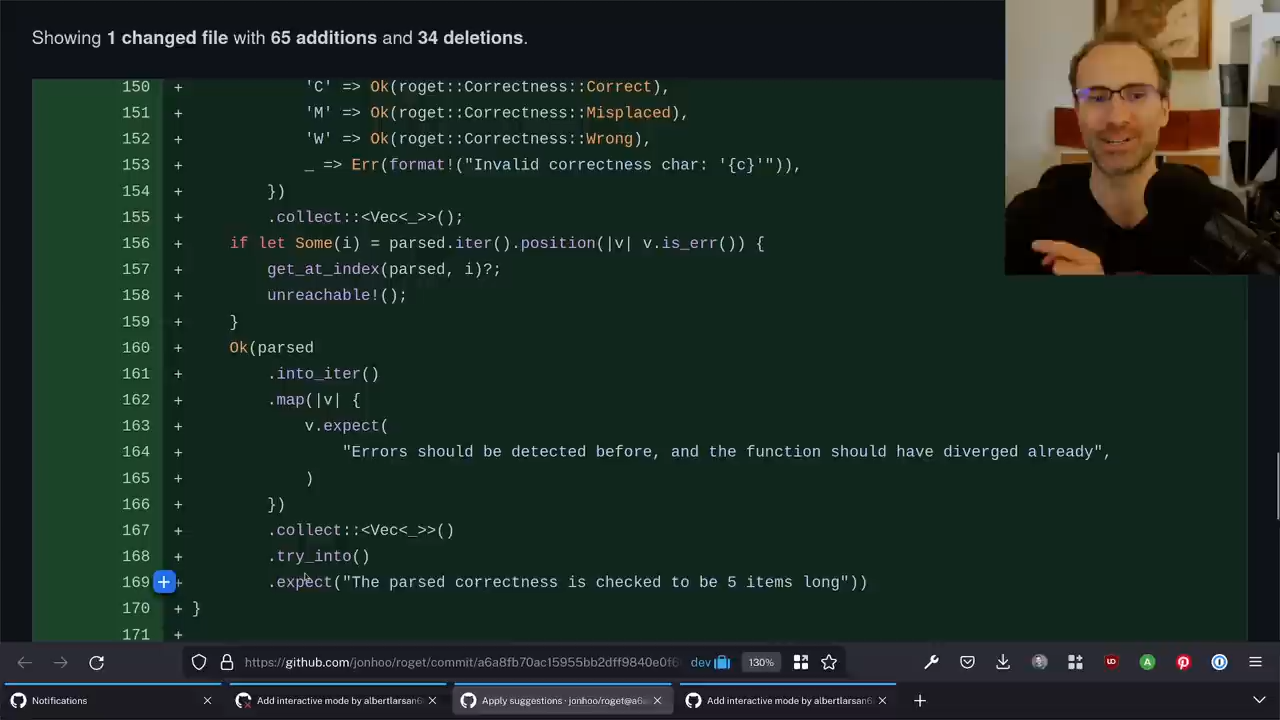 Showing 1 changed file with 65 additions and 34 deletions.
150 + 'C' => Ok(roget::Correctness::Correct),
151 + 'M' => Ok(roget::Correctness::Misplaced),
152 + 'W' => Ok(roget::Correctness::Wrong),
153 + _ => Err(format!("Invalid correctness char: '{c}'")),
154 + })
155 + .collect::<Vec<_>>();
156 + if let Some(i) = parsed.iter().position(|v| v.is_err()) {
157 + get_at_index(parsed, i)?;
158 + unreachable!();
159 + }
160 + Ok(parsed
161 + .into_iter()
162 + .map(|v| {
163 + v.expect(
164 + "Errors should be detected before, and the function should have diverged already",
165 + )
166 + })
167 + .collect::<Vec<_>>()
168 + .try_into()
169 + .expect("The parsed correctness is checked to be 5 items long"))
170 + }
171 +
https://github.com/jonhoo/roget/commit/a6a8fb70ac15955bb2dff9840e0f6 dev 130%
Notifications Add interactive mode by albertlarsan6 Apply suggestions · jonhoo/roget@a6 Add interactive mode by albertlarsan6